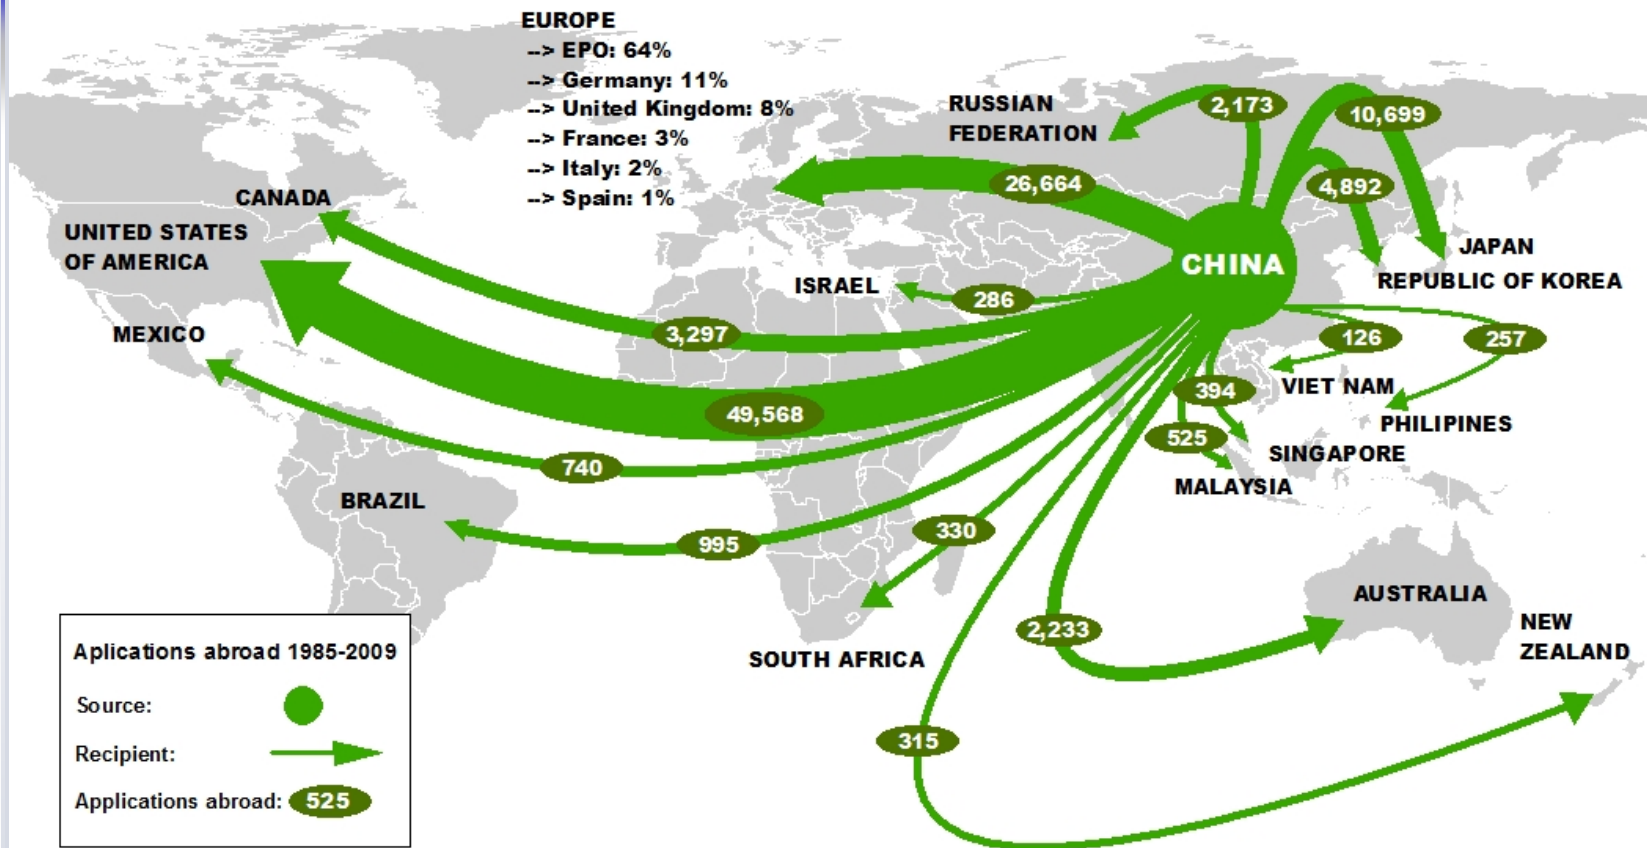 EUROPE
--> EPO: 64%
--> Germany: 11%
--> United Kingdom: 8%
--> France: 3%
--> Italy: 2%
--> Spain: 1%
RUSSIAN
FEDERATION
2,173
10,699
26,664
4,892
CANADA
UNITED STATES
OF AMERICA
CHINA
JAPAN
REPUBLIC OF KOREA
ISRAEL
286
MEXICO
3,297
126
257
VIET NAM
394
49,568
PHILIPINES
525
SINGAPORE
740
MALAYSIA
BRAZIL
995
330
AUSTRALIA
2,233
NEW
ZEALAND
SOUTH AFRICA
315
Aplications abroad 1985-2009
Source:
Recipient:
Applications abroad: 525